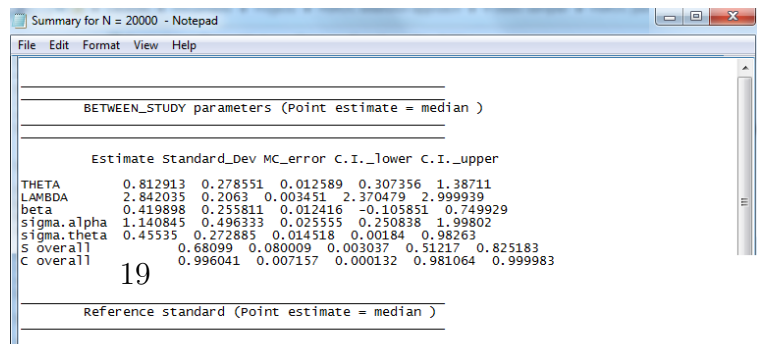 Summary for N = 20000 - Notepad
File Edit Format View Help
BETWEEN_STUDY parameters (Point estimate = median )
Estimate Standard_Dev MC_error C.I._lower C.I._upper
THETA 0.812913 0.278551 0.012589 0.307356 1.38711
LAMBDA 2.842035 0.2063 0.003451 2.370479 2.999939
beta 0.419898 0.255811 0.012416 -0.105851 0.749929
sigma.alpha 1.140845 0.496333 0.025555 0.250838 1.99802
sigma.theta 0.45535 0.272885 0.014518 0.00184 0.98263
S overall 0.68099 0.080009 0.003037 0.51217 0.825183
C overall 0.996041 0.007157 0.000132 0.981064 0.999983
19
Reference standard (Point estimate = median )